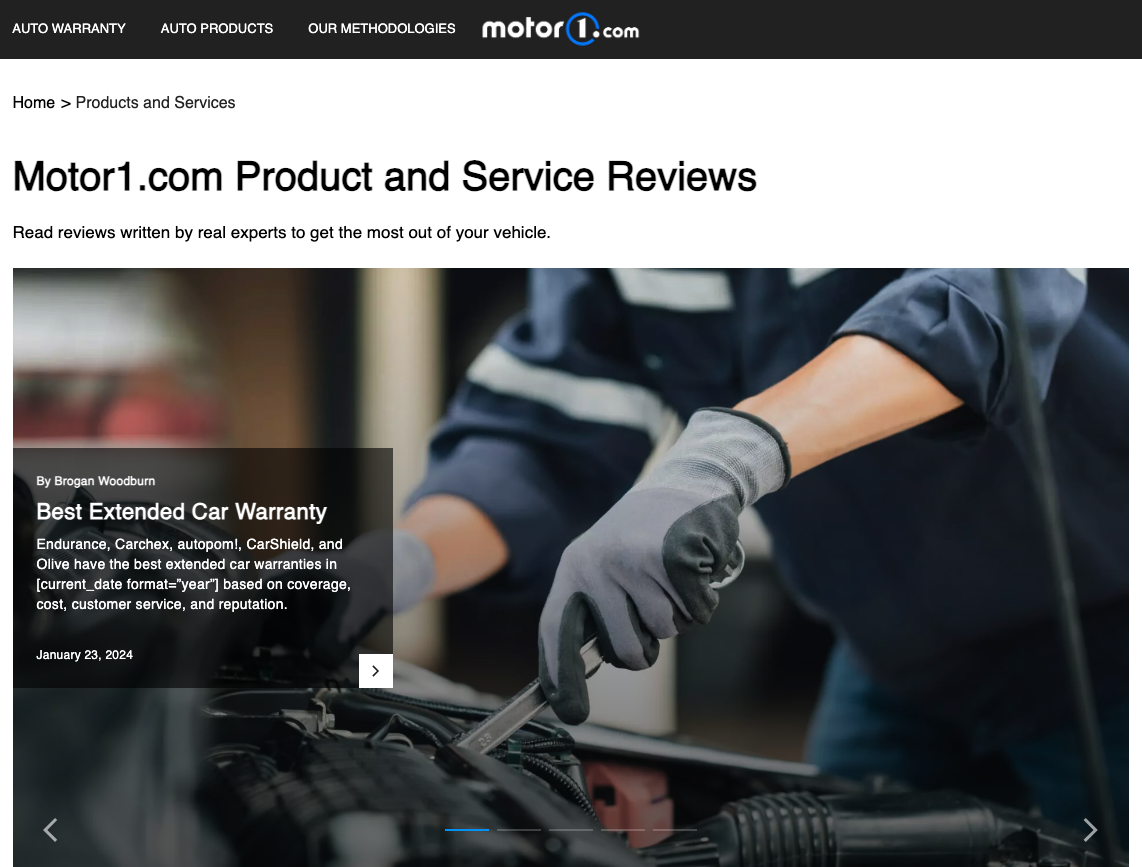 AUTO WARRANTY AUTO PRODUCTS OUR METHODOLOGIES motor1.com
Home > Products and Services
Motor1.com Product and Service Reviews
Read reviews written by real experts to get the most out of your vehicle.
By Brogan Woodburn
Best Extended Car Warranty
Endurance, Carchex, autopom!, CarShield, and
Olive have the best extended car warranties in
[current_date format=”year”] based on coverage,
cost, customer service, and reputation.
January 23, 2024